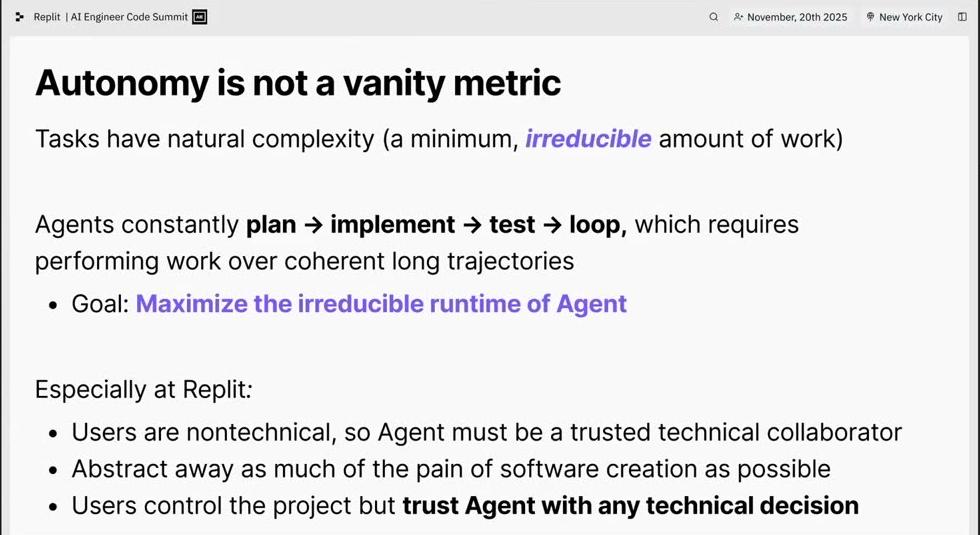 Replit | AI Engineer Code Summit AIE
November, 20th 2025
New York City
Autonomy is not a vanity metric
Tasks have natural complexity (a minimum, irreducible amount of work)
Agents constantly plan → implement → test → loop, which requires
performing work over coherent long trajectories
• Goal: Maximize the irreducible runtime of Agent
Especially at Replit:
• Users are nontechnical, so Agent must be a trusted technical collaborator
• Abstract away as much of the pain of software creation as possible
• Users control the project but trust Agent with any technical decision